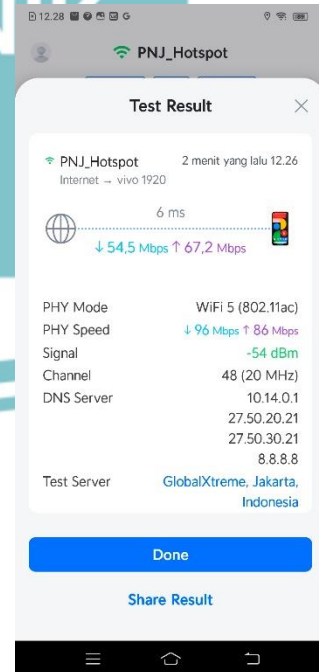 12.28
PNJ_Hotspot
Test Result
PNJ_Hotspot 2 menit yang lalu 12.26
Internet → vivo 1920
6 ms
↓ 54,5 Mbps ↑ 67,2 Mbps
PHY Mode WiFi 5 (802.11ac)
PHY Speed ↓ 96 Mbps ↑ 86 Mbps
Signal -54 dBm
Channel 48 (20 MHz)
DNS Server 10.14.0.1
27.50.20.21
27.50.30.21
8.8.8.8
Test Server GlobalXtreme, Jakarta,
Indonesia
Done
Share Result